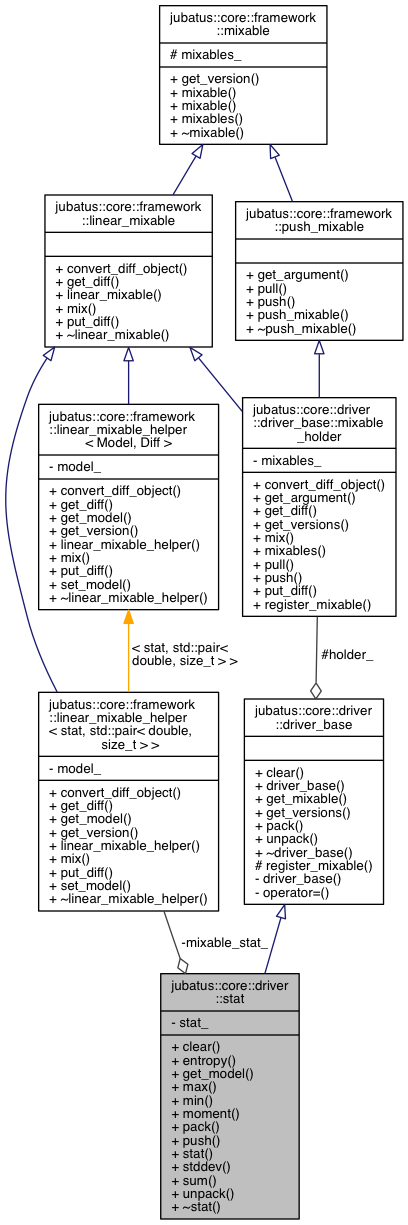 jubatus::core::framework
::mixable
# mixables_
+ get_version()
+ mixable()
+ mixable()
+ mixables()
+ ~mixable()
jubatus::core::framework
::linear_mixable
+ convert_diff_object()
+ get_diff()
+ linear_mixable()
+ mix()
+ put_diff()
+ ~linear_mixable()
jubatus::core::framework
::push_mixable
+ get_argument()
+ pull()
+ push()
+ push_mixable()
+ ~push_mixable()
jubatus::core::framework
::linear_mixable_helper
< Model, Diff >
- model_
+ convert_diff_object()
+ get_diff()
+ get_model()
+ get_version()
+ linear_mixable_helper()
+ mix()
+ put_diff()
+ set_model()
+ ~linear_mixable_helper()
jubatus::core::driver
::driver_base::mixable
_holder
- mixables_
+ convert_diff_object()
+ get_argument()
+ get_diff()
+ get_versions()
+ mix()
+ mixables()
+ pull()
+ push()
+ put_diff()
+ register_mixable()
< stat, std::pair<
double, size_t > >
#holder_
jubatus::core::framework
::linear_mixable_helper
< stat, std::pair< double,
size_t > >
- model_
+ convert_diff_object()
+ get_diff()
+ get_model()
+ get_version()
+ linear_mixable_helper()
+ mix()
+ put_diff()
+ set_model()
+ ~linear_mixable_helper()
jubatus::core::driver
::driver_base
+ clear()
+ driver_base()
+ get_mixable()
+ get_versions()
+ pack()
+ unpack()
+ ~driver_base()
# register_mixable()
- driver_base()
- operator=()
-mixable_stat_
jubatus::core::driver
::stat
- stat_
+ clear()
+ entropy()
+ get_model()
+ max()
+ min()
+ moment()
+ pack()
+ push()
+ stat()
+ stddev()
+ sum()
+ unpack()
+ ~stat()